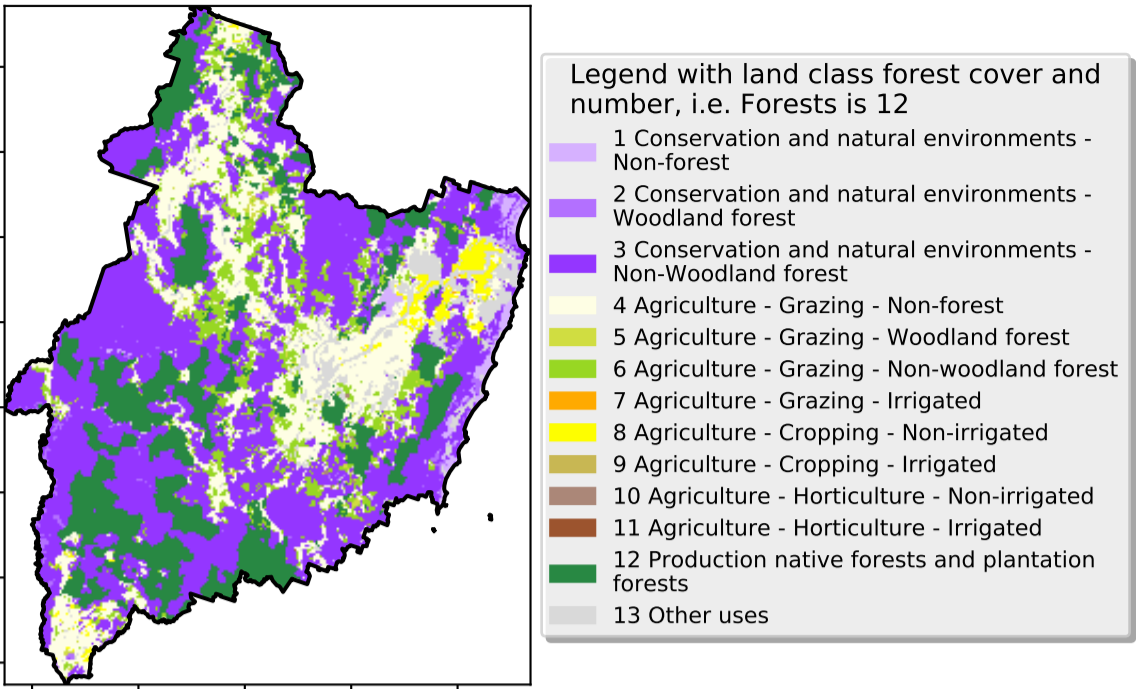 Legend with land class forest cover and
number, i.e. Forests is 12
1 Conservation and natural environments -
Non-forest
2 Conservation and natural environments -
Woodland forest
3 Conservation and natural environments -
Non-Woodland forest
4 Agriculture - Grazing - Non-forest
5 Agriculture - Grazing - Woodland forest
6 Agriculture - Grazing - Non-woodland forest
7 Agriculture - Grazing - Irrigated
8 Agriculture - Cropping - Non-irrigated
9 Agriculture - Cropping - Irrigated
10 Agriculture - Horticulture - Non-irrigated
11 Agriculture - Horticulture - Irrigated
12 Production native forests and plantation
forests
13 Other uses